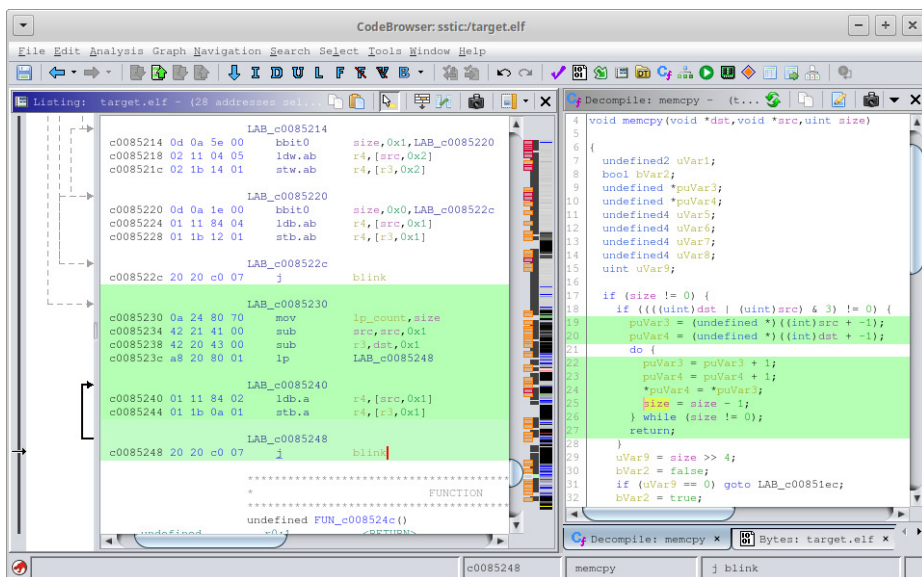 CodeBrowser: sstic:/target.elf
File Edit Analysis Graph Navigation Search Select Tools Window Help
I D U L F R V B
Listing: target.elf - (28 addresses sel...
LAB_c0085214
c0085214 0d 0a 5e 00 bbit0 size,0x1,LAB_c0085220
c0085218 02 11 04 05 ldw.ab r4,[src,0x2]
c008521c 02 1b 14 01 stw.ab r4,[r3,0x2]
LAB_c0085220
c0085220 0d 0a 1e 00 bbit0 size,0x0,LAB_c008522c
c0085224 01 11 84 04 ldb.ab r4,[src,0x1]
c0085228 01 1b 12 01 stb.ab r4,[r3,0x1]
LAB_c008522c
c008522c 20 20 c0 07 j blink
LAB_c0085230
c0085230 0a 24 80 70 mov lp_count,size
c0085234 42 21 41 00 sub src,src,0x1
c0085238 42 20 43 00 sub r3,dst,0x1
c008523c a8 20 80 01 lp LAB_c0085248
LAB_c0085240
c0085240 01 11 84 02 ldb.a r4,[src,0x1]
c0085244 01 1b 0a 01 stb.a r4,[r3,0x1]
LAB_c0085248
c0085248 20 20 c0 07 j blink
************************************
* FUNCTION
************************************
undefined FUN_c008524c()
undefined r0:1 <RETURN>
Decompile: memcpy - (t...
4 void memcpy(void *dst,void *src,uint size)
5
6 {
7 undefined2 uVar1;
8 bool bVar2;
9 undefined *puVar3;
10 undefined *puVar4;
11 undefined4 uVar5;
12 undefined4 uVar6;
13 undefined4 uVar7;
14 undefined4 uVar8;
15 uint uVar9;
16
17 if (size != 0) {
18 if ((((uint)dst | (uint)src) & 3) != 0) {
19 puVar3 = (undefined *)((int)src + -1);
20 puVar4 = (undefined *)((int)dst + -1);
21 do {
22 puVar3 = puVar3 + 1;
23 puVar4 = puVar4 + 1;
24 *puVar4 = *puVar3;
25 size = size - 1;
26 } while (size != 0);
27 return;
28 }
29 uVar9 = size >> 4;
30 bVar2 = false;
31 if (uVar9 == 0) goto LAB_c00851ec;
32 bVar2 = true;
Decompile: memcpy × Bytes: target.elf ×
c0085248 memcpy j blink